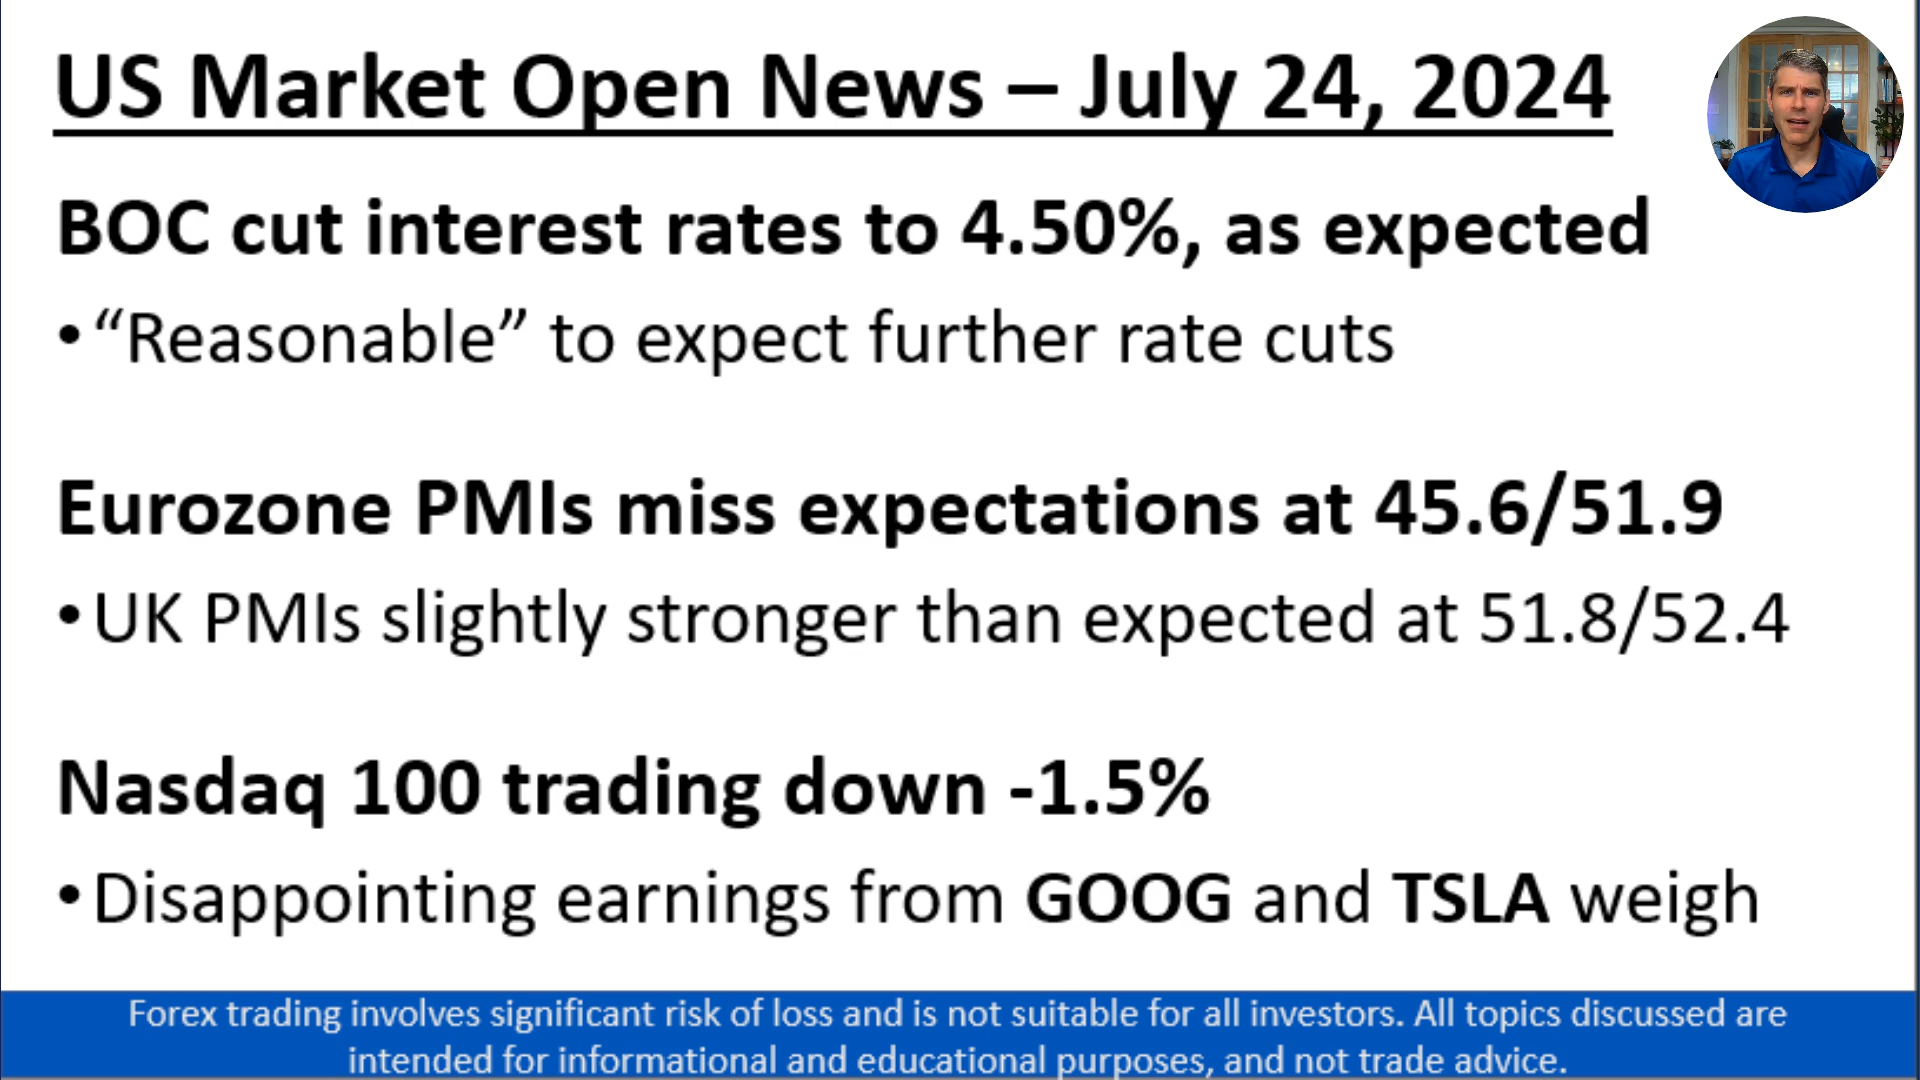 US Market Open News – July 24, 2024
BOC cut interest rates to 4.50%, as expected
•“Reasonable” to expect further rate cuts
Eurozone PMIs miss expectations at 45.6/51.9
•UK PMIs slightly stronger than expected at 51.8/52.4
Nasdaq 100 trading down -1.5%
•Disappointing earnings from GOOG and TSLA weigh
Forex trading involves significant risk of loss and is not suitable for all investors. All topics discussed are
intended for informational and educational purposes, and not trade advice.